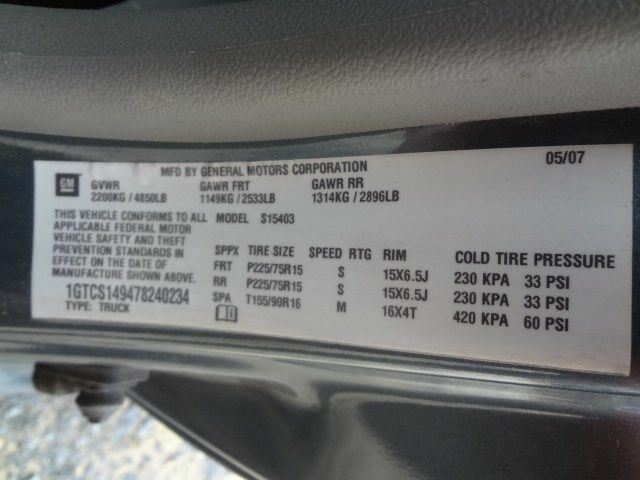 MFD BY GENERAL MOTORS CORPORATION 05/07
GM GVWR GAWR FRT GAWR RR
2200KG / 4850LB 1149KG / 2533LB 1314KG / 2896LB
THIS VEHICLE CONFORMS TO ALL MODEL S15403
APPLICABLE FEDERAL MOTOR
VEHICLE SAFETY AND THEFT
PREVENTION STANDARDS IN
EFFECT ON THE DATE OF
MANUFACTURE SHOWN ABOVE.
1GTCS149478240234
TYPE: TRUCK
SPPX TIRE SIZE SPEED RTG RIM COLD TIRE PRESSURE
FRT P225/75R15 S 15X6.5J 230 KPA 33 PSI
RR P225/75R15 S 15X6.5J 230 KPA 33 PSI
SPA T155/90R16 M 16X4T 420 KPA 60 PSI